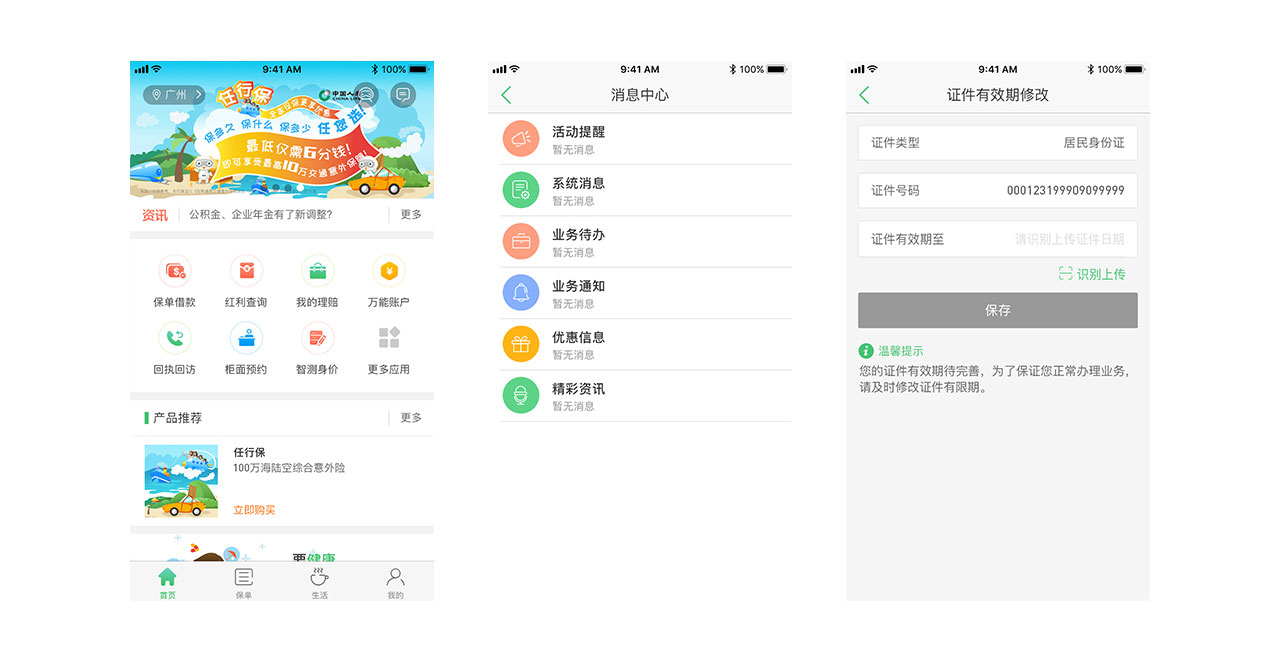 9:41 AM
100%
广州
任行保
中国人寿
CHINA LIFE
保多久 保什么 保多少 任您选!
最低仅需6分钱!
即可享受最高10万交通意外保障!
资讯
公积金、企业年金有了新调整?
更多
保单借款
红利查询
我的理赔
万能账户
回执回访
柜面预约
智测身价
更多应用
产品推荐
更多
任行保
100万海陆空综合意外险
立即购买
要健康
首页
保单
生活
我的
9:41 AM
100%
消息中心
活动提醒
暂无消息
系统消息
暂无消息
业务待办
暂无消息
业务通知
暂无消息
优惠信息
暂无消息
精彩资讯
暂无消息
9:41 AM
100%
证件有效期修改
证件类型
居民身份证
证件号码
000123199909099999
证件有效期至
请识别上传证件日期
识别上传
保存
温馨提示
您的证件有效期待完善，为了保证您正常办理业务，
请及时修改证件有限期。